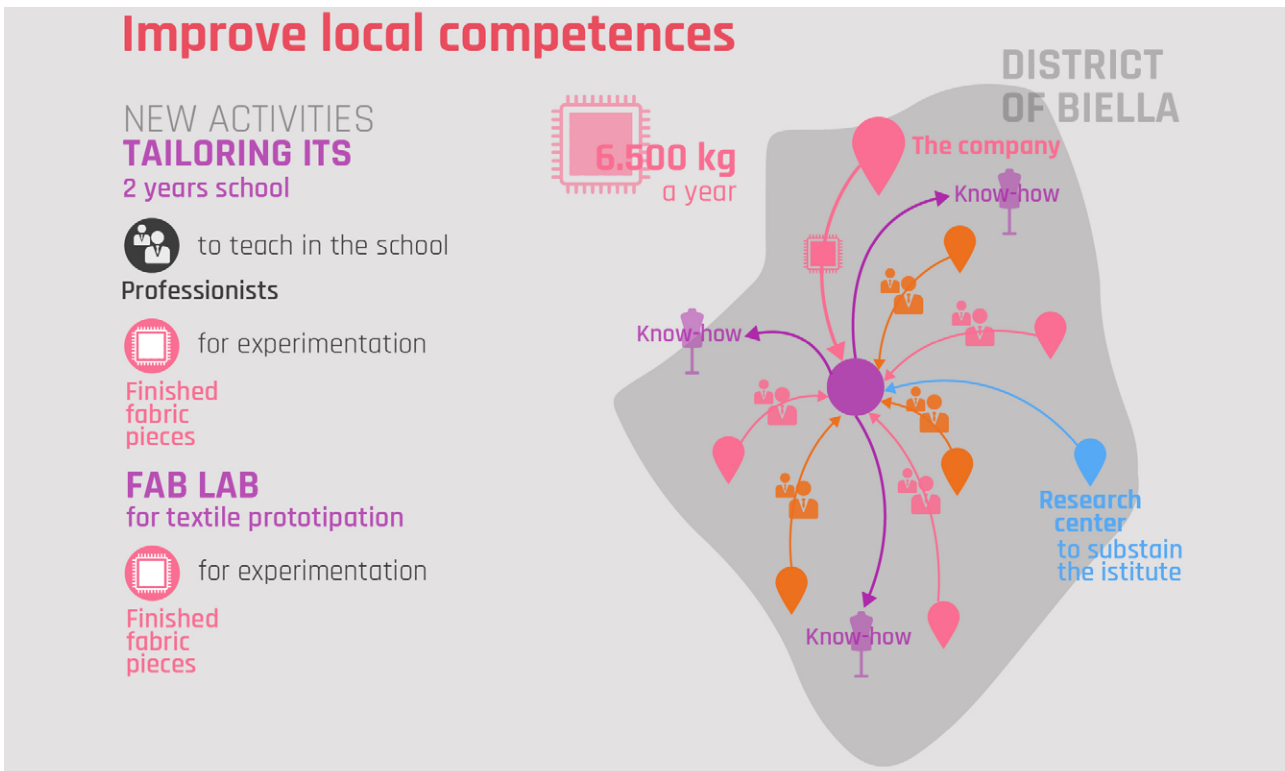 Improve local competences
NEW ACTIVITIES
TAILORING ITS
2 years school
to teach in the school
Professionists
for experimentation
Finished
fabric
pieces
FAB LAB
for textile prototipation
for experimentation
Finished
fabric
pieces
6.500 kg
a year
DISTRICT
OF BIELLA
The company
Know-how
Know-how
Research
center
to substain
the istitute
Know-how